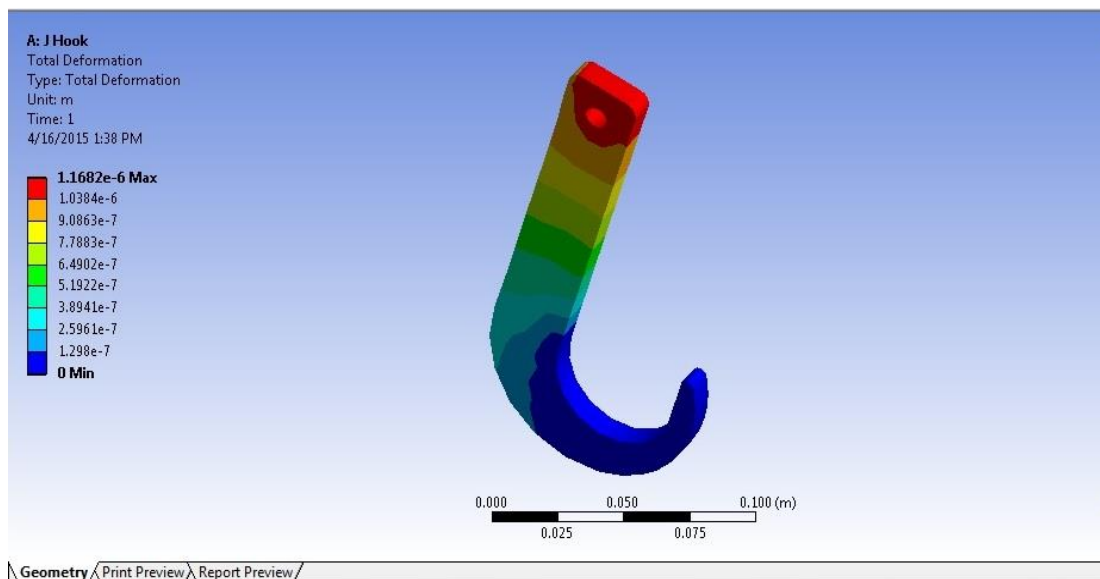 A: J Hook
Total Deformation
Type: Total Deformation
Unit: m
Time: 1
4/16/2015 1:38 PM
1.1682e-6 Max
1.0384e-6
9.0863e-7
7.7883e-7
6.4902e-7
5.1922e-7
3.8941e-7
2.5961e-7
1.298e-7
0 Min
0.000 0.050 0.100 (m)
0.025 0.075
Geometry Print Preview Report Preview